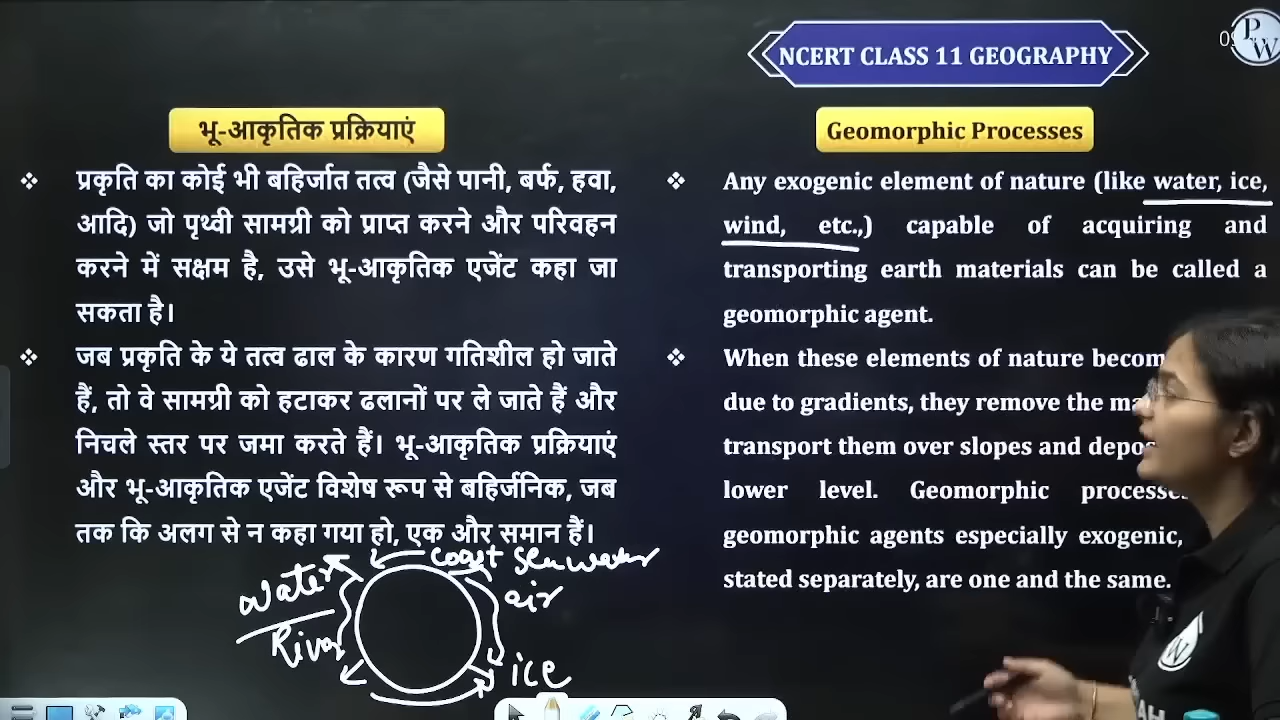 NCERT CLASS 11 GEOGRAPHY
PW
भू-आकृतिक प्रक्रियाएं
प्रकृति का कोई भी बहिर्जात तत्व (जैसे पानी, बर्फ, हवा,
आदि) जो पृथ्वी सामग्री को प्राप्त करने और परिवहन
करने में सक्षम है, उसे भू-आकृतिक एजेंट कहा जा
सकता है।
जब प्रकृति के ये तत्व ढाल के कारण गतिशील हो जाते
हैं, तो वे सामग्री को हटाकर ढलानों पर ले जाते हैं और
निचले स्तर पर जमा करते हैं। भू-आकृतिक प्रक्रियाएं
और भू-आकृतिक एजेंट विशेष रूप से बहिर्जनिक, जब
तक कि अलग से न कहा गया हो, एक और समान हैं।
Geomorphic Processes
Any exogenic element of nature (like water, ice,
wind, etc.,) capable of acquiring and
transporting earth materials can be called a
geomorphic agent.
When these elements of nature becom
due to gradients, they remove the ma
transport them over slopes and depos
lower level. Geomorphic processes
geomorphic agents especially exogenic,
stated separately, are one and the same.
coast sea water
water
air
River
ice
W